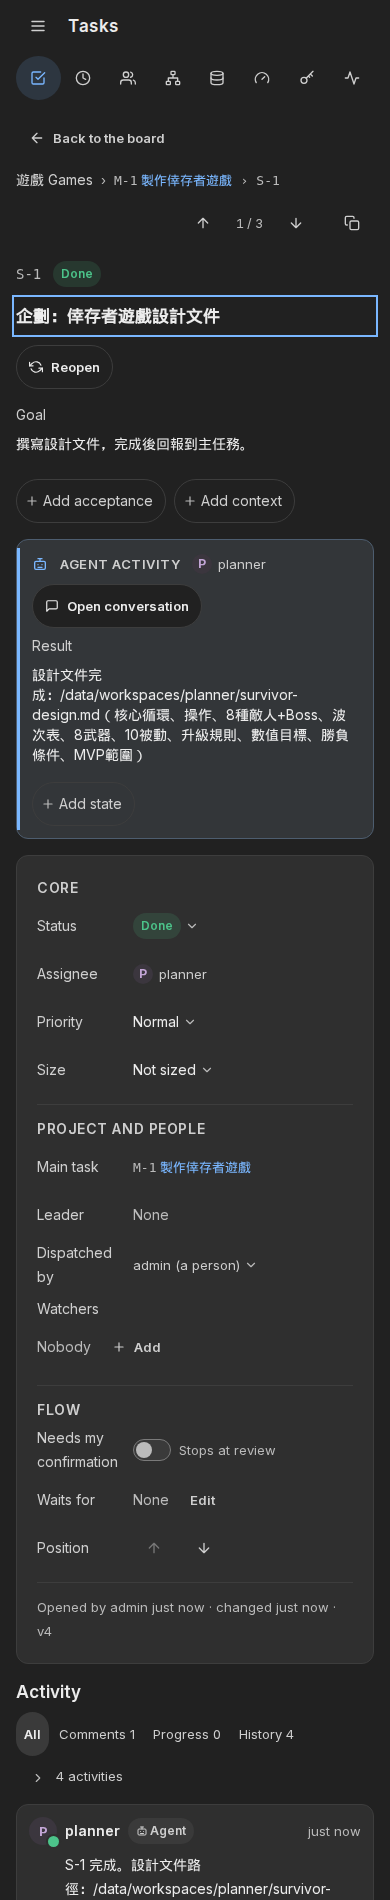 Tasks
Back to the board
遊戲 Games › M-1 製作倖存者遊戲 › S-1
1 / 3
S-1 Done
企劃：倖存者遊戲設計文件
Reopen
Goal
撰寫設計文件，完成後回報到主任務。
+ Add acceptance + Add context
AGENT ACTIVITY P planner
Open conversation
Result
設計文件完
成：/data/workspaces/planner/survivor-
design.md（核心循環、操作、8種敵人+Boss、波
次表、8武器、10被動、升級規則、數值目標、勝負
條件、MVP範圍）
+ Add state
CORE
Status Done
Assignee P planner
Priority Normal
Size Not sized
PROJECT AND PEOPLE
Main task M-1 製作倖存者遊戲
Leader None
Dispatched
by admin (a person)
Watchers
Nobody + Add
FLOW
Needs my
confirmation Stops at review
Waits for None Edit
Position
Opened by admin just now · changed just now ·
v4
Activity
All Comments 1 Progress 0 History 4
4 activities
P planner Agent just now
S-1 完成。設計文件路
徑：/data/workspaces/planner/survivor-